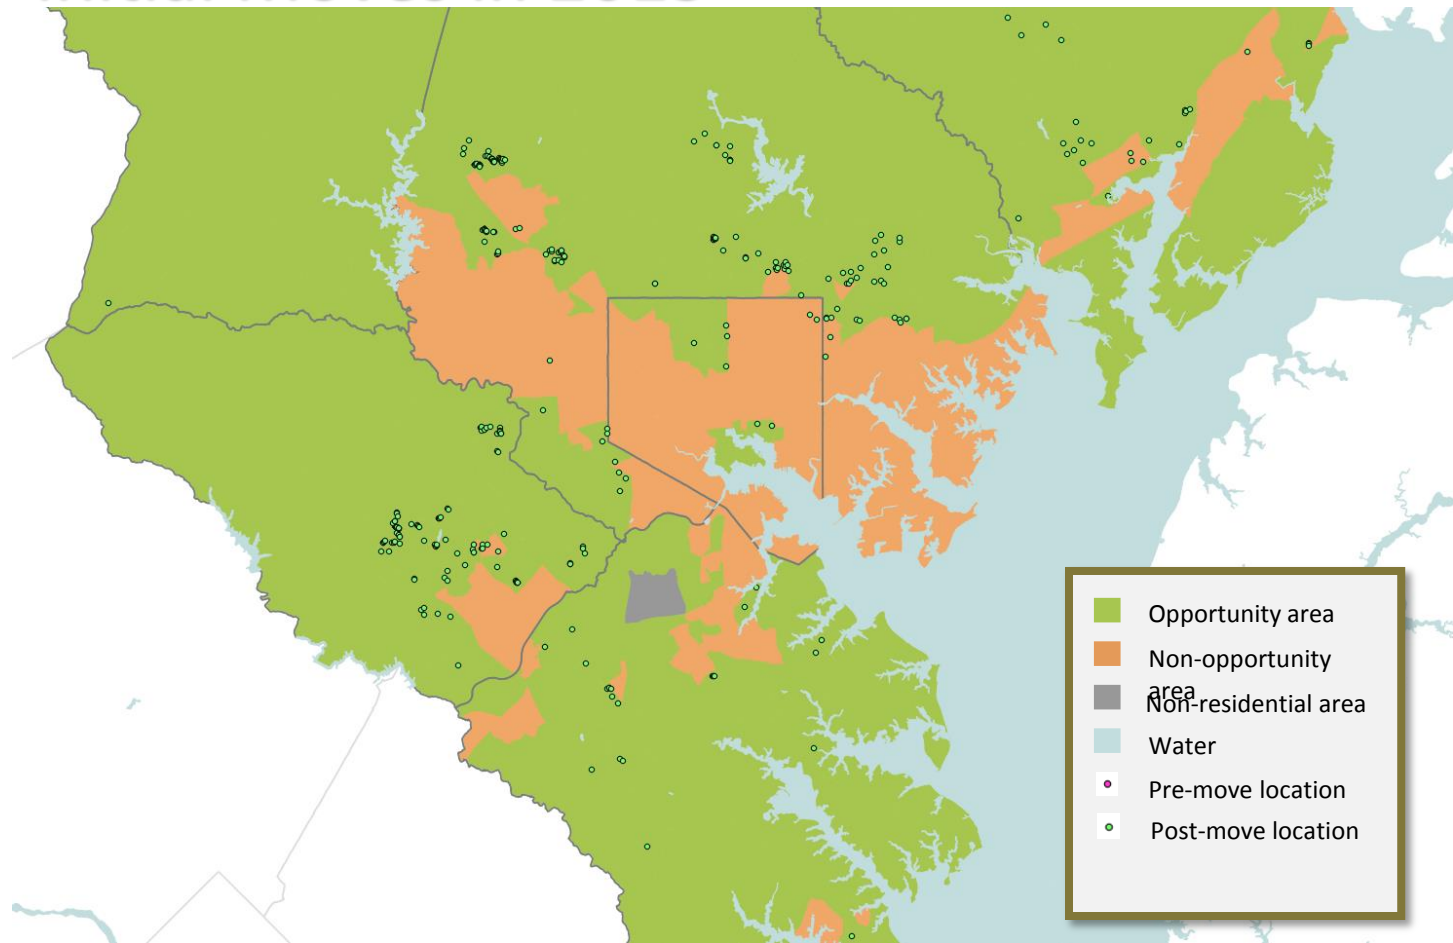 Opportunity area
Non-opportunity
area
Non-residential area
Water
Pre-move location
Post-move location